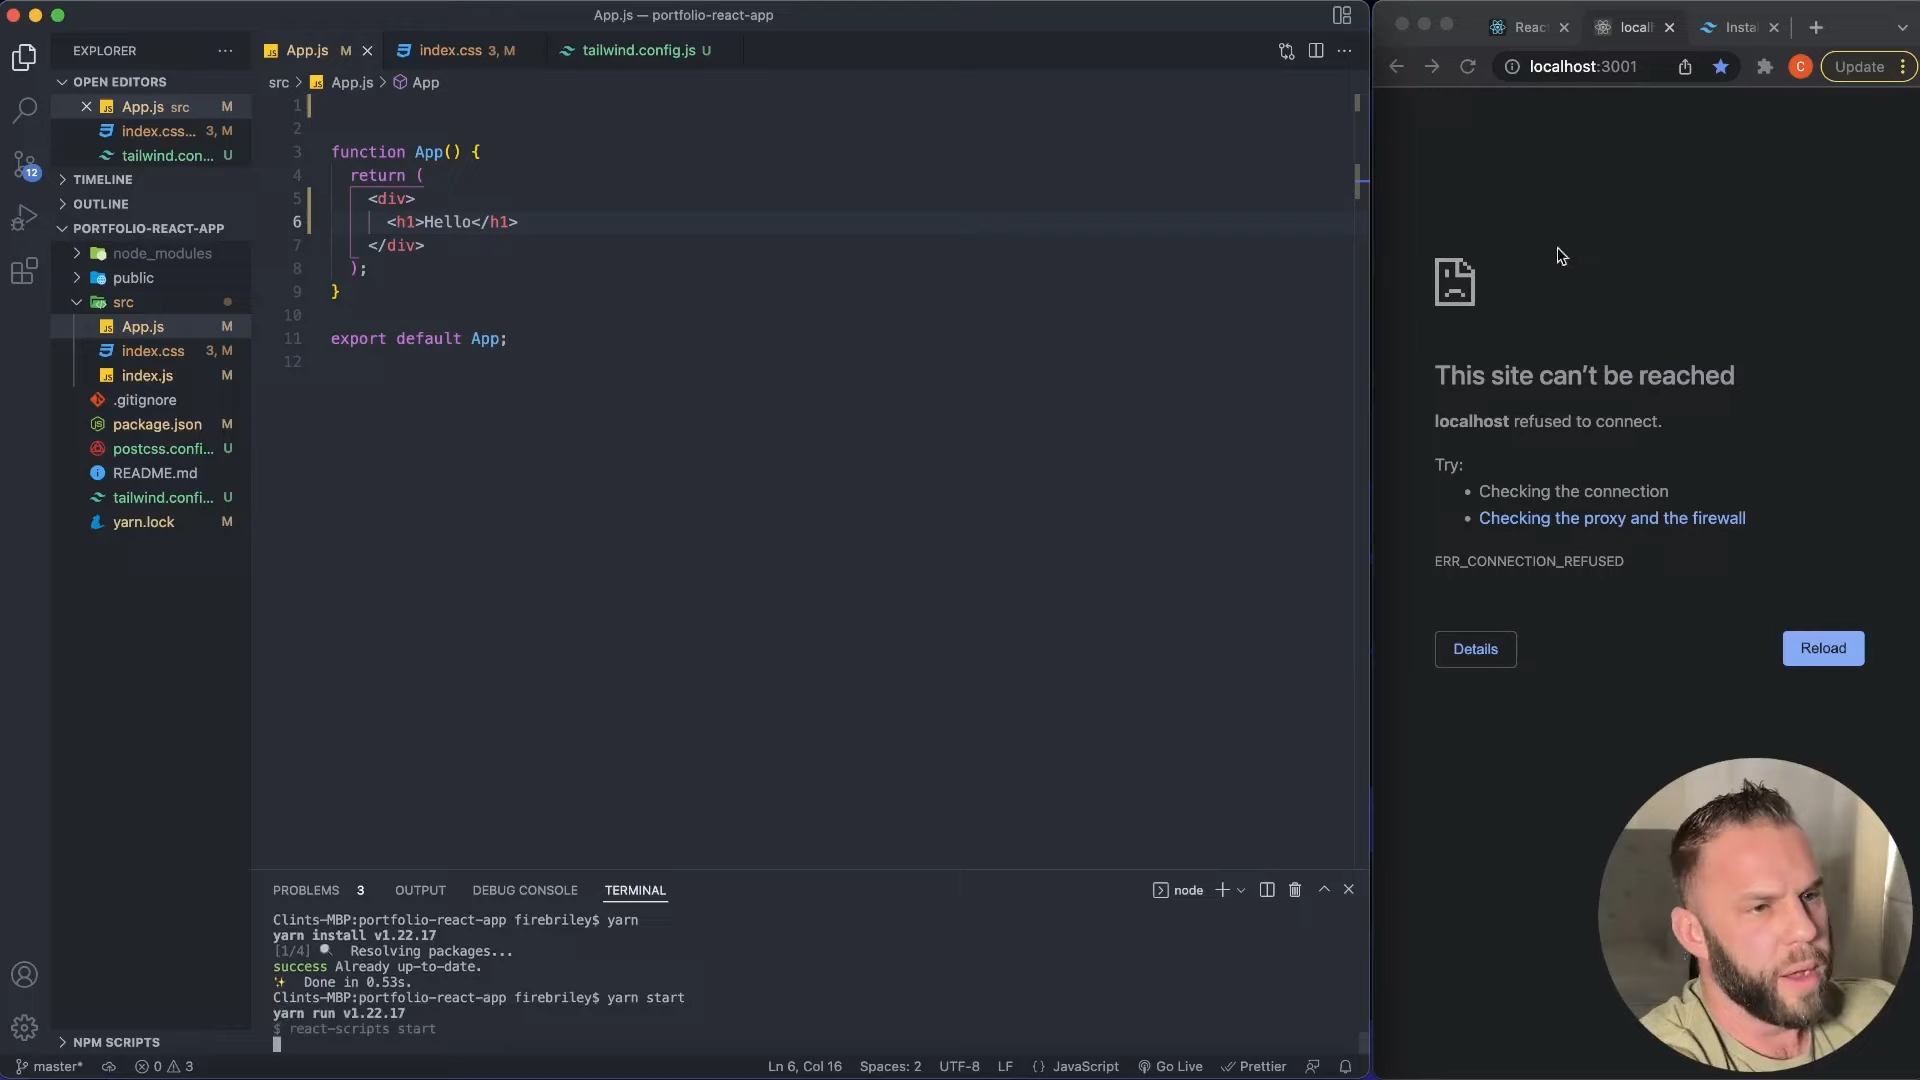 App.js — portfolio-react-app
EXPLORER
OPEN EDITORS
App.js src M
index.css... 3, M
tailwind.con... U
TIMELINE
OUTLINE
PORTFOLIO-REACT-APP
node_modules
public
src
App.js M
index.css 3, M
index.js M
.gitignore
package.json M
postcss.confi... U
README.md
tailwind.confi... U
yarn.lock M
NPM SCRIPTS
12
App.js M
index.css 3, M
tailwind.config.js U
src > App.js > App
1
2
3 function App() {
4 return (
5 <div>
6 <h1>Hello</h1>
7 </div>
8 );
9 }
10
11 export default App;
12
PROBLEMS 3 OUTPUT DEBUG CONSOLE TERMINAL
node
Clints-MBP:portfolio-react-app firebriley$ yarn
yarn install v1.22.17
[1/4] Resolving packages...
success Already up-to-date.
Done in 0.53s.
Clints-MBP:portfolio-react-app firebriley$ yarn start
yarn run v1.22.17
$ react-scripts start
master* 0 3
Ln 6, Col 16 Spaces: 2 UTF-8 LF {} JavaScript Go Live Prettier
React
local
Instal
localhost:3001
C
Update
This site can't be reached
localhost refused to connect.
Try:
• Checking the connection
• Checking the proxy and the firewall
ERR_CONNECTION_REFUSED
Details
Reload